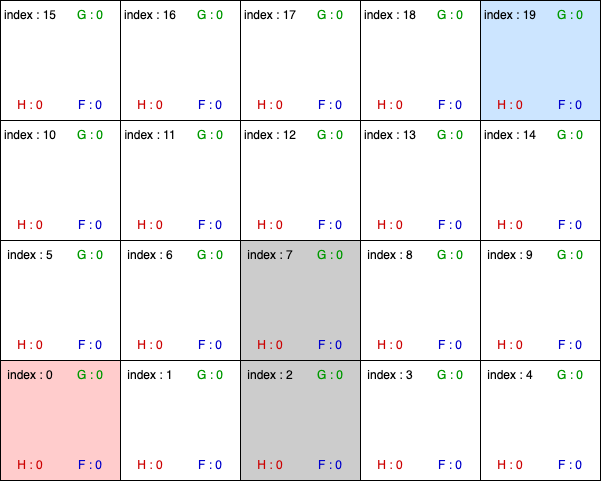 index : 15 G : 0 index : 16 G : 0 index : 17 G : 0 index : 18 G : 0 index : 19 G : 0
H : 0 F : 0 H : 0 F : 0 H : 0 F : 0 H : 0 F : 0 H : 0 F : 0
index : 10 G : 0 index : 11 G : 0 index : 12 G : 0 index : 13 G : 0 index : 14 G : 0
H : 0 F : 0 H : 0 F : 0 H : 0 F : 0 H : 0 F : 0 H : 0 F : 0
index : 5 G : 0 index : 6 G : 0 index : 7 G : 0 index : 8 G : 0 index : 9 G : 0
H : 0 F : 0 H : 0 F : 0 H : 0 F : 0 H : 0 F : 0 H : 0 F : 0
index : 0 G : 0 index : 1 G : 0 index : 2 G : 0 index : 3 G : 0 index : 4 G : 0
H : 0 F : 0 H : 0 F : 0 H : 0 F : 0 H : 0 F : 0 H : 0 F : 0